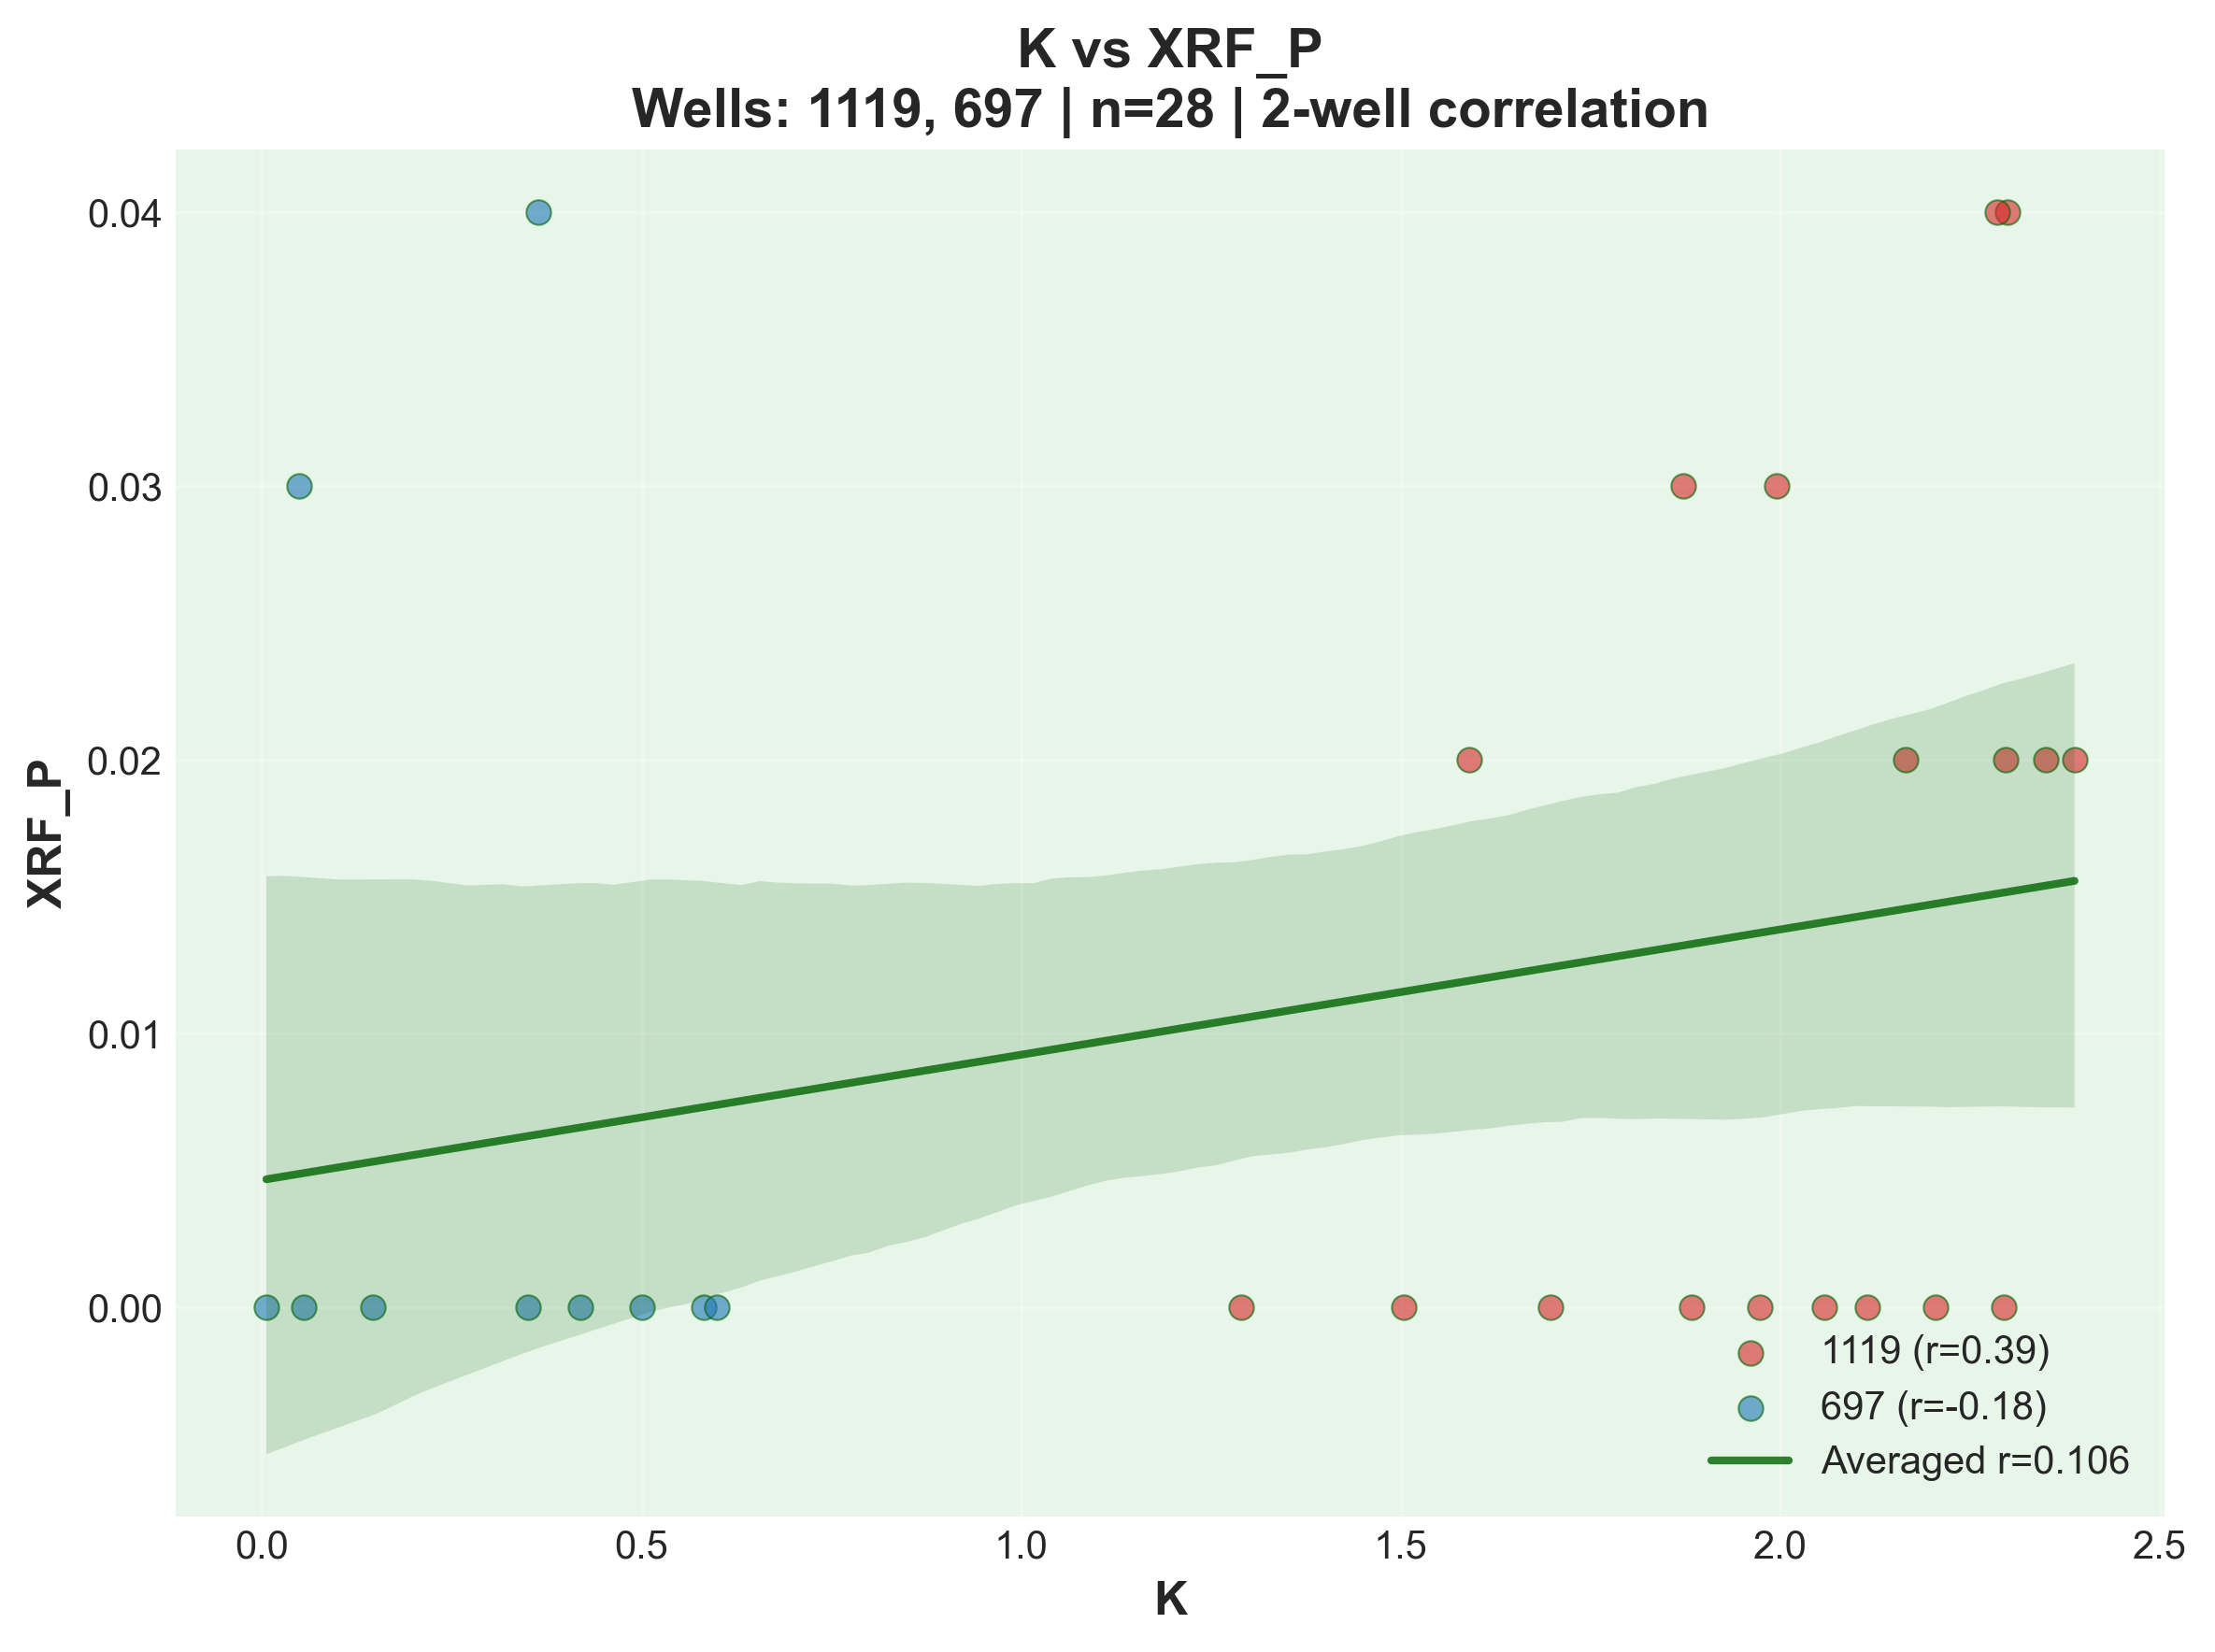 K vs XRF_P
Wells: 1119, 697 | n=28 | 2-well correlation
XRF_P
0.04
0.03
0.02
0.01
0.00
1119 (r=0.39)
697 (r=-0.18)
Averaged r=0.106
0.0 0.5 1.0 1.5 2.0 2.5
K